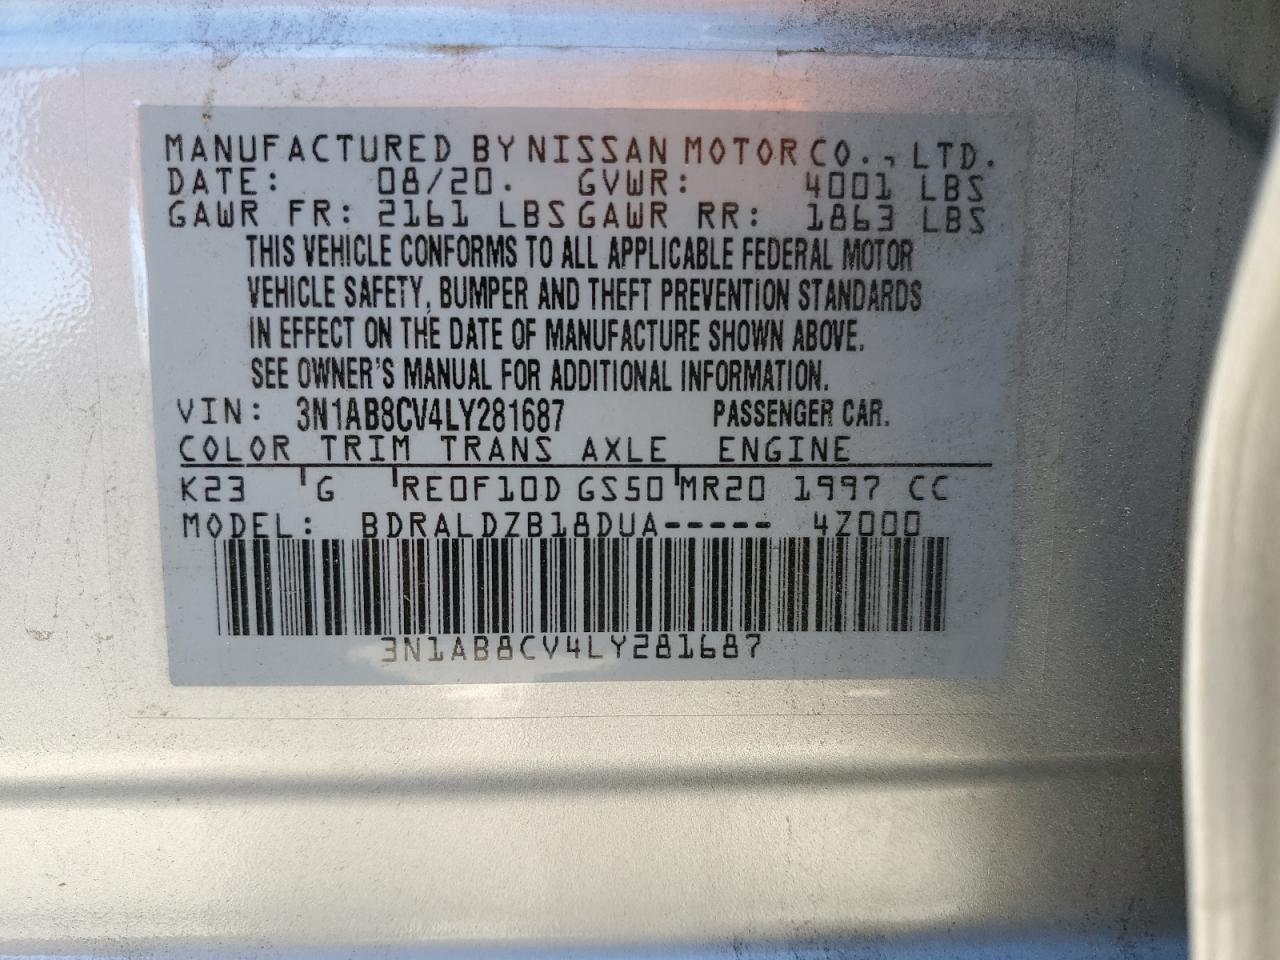 MANUFACTURED BY NISSAN MOTOR CO., LTD.
DATE: 08/20. GVWR: 4001 LBS
GAWR FR: 2161 LBS GAWR RR: 1863 LBS
THIS VEHICLE CONFORMS TO ALL APPLICABLE FEDERAL MOTOR
VEHICLE SAFETY, BUMPER AND THEFT PREVENTION STANDARDS
IN EFFECT ON THE DATE OF MANUFACTURE SHOWN ABOVE.
SEE OWNER'S MANUAL FOR ADDITIONAL INFORMATION.
VIN: 3N1AB8CV4LY281687 PASSENGER CAR.
COLOR TRIM TRANS AXLE ENGINE
K23 G RE0F10D GS50 MR20 1997 CC
MODEL: BDRALDZB18DUA----- 4Z000
3N1AB8CV4LY281687